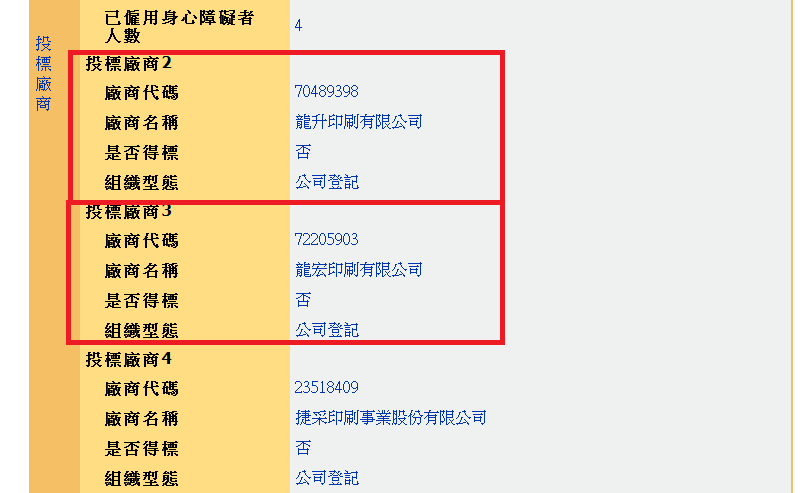 投標廠商
已僱用身心障礙者人數 4
投標廠商2
廠商代碼 70489398
廠商名稱 龍升印刷有限公司
是否得標 否
組織型態 公司登記
投標廠商3
廠商代碼 72205903
廠商名稱 龍宏印刷有限公司
是否得標 否
組織型態 公司登記
投標廠商4
廠商代碼 23518409
廠商名稱 捷采印刷事業股份有限公司
是否得標 否
組織型態 公司登記